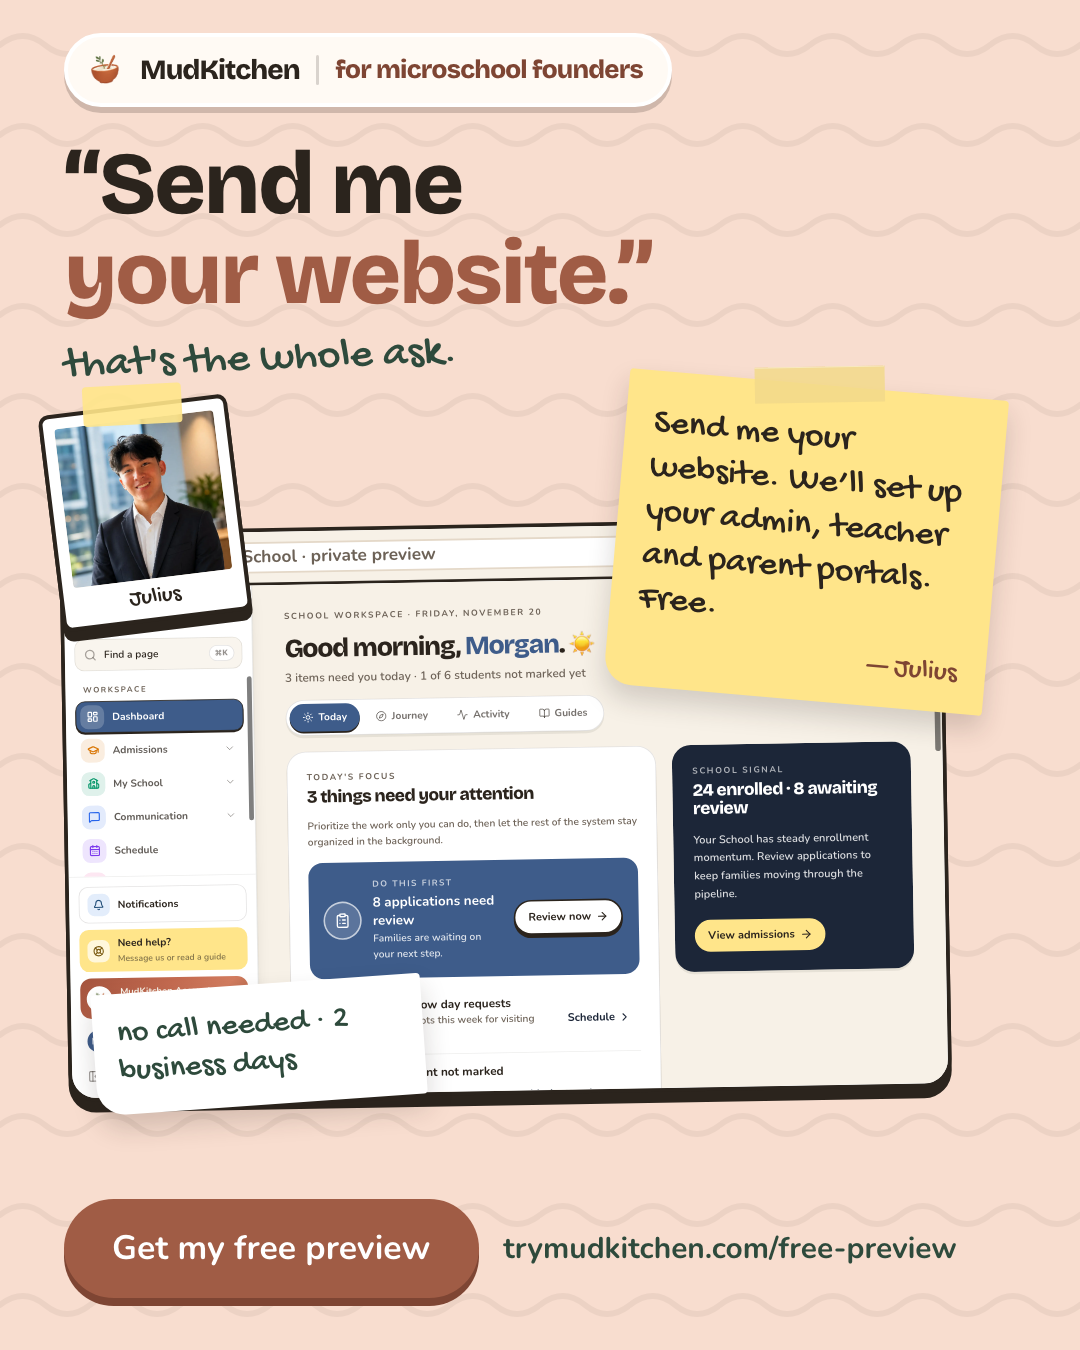 MudKitchen | for microschool founders
“Send me
your website.”
that's the whole ask.
Julius
Send me your
website. We’ll set up
your admin, teacher
and parent portals.
Free.
— Julius
School · private preview
Find a page ⌘K
WORKSPACE
Dashboard
Admissions
My School
Communication
Schedule
Notifications
Need help?
Message us or read a guide
MudKitchen
SCHOOL WORKSPACE · FRIDAY, NOVEMBER 20
Good morning, Morgan. ☀️
3 items need you today · 1 of 6 students not marked yet
Today Journey Activity Guides
TODAY'S FOCUS
3 things need your attention
Prioritize the work only you can do, then let the rest of the system stay
organized in the background.
DO THIS FIRST
8 applications need
review
Families are waiting on
your next step.
Review now →
day requests
this week for visiting
Schedule
not marked
SCHOOL SIGNAL
24 enrolled · 8 awaiting
review
Your School has steady enrollment
momentum. Review applications to
keep families moving through the
pipeline.
View admissions →
no call needed · 2
business days
Get my free preview
trymudkitchen.com/free-preview